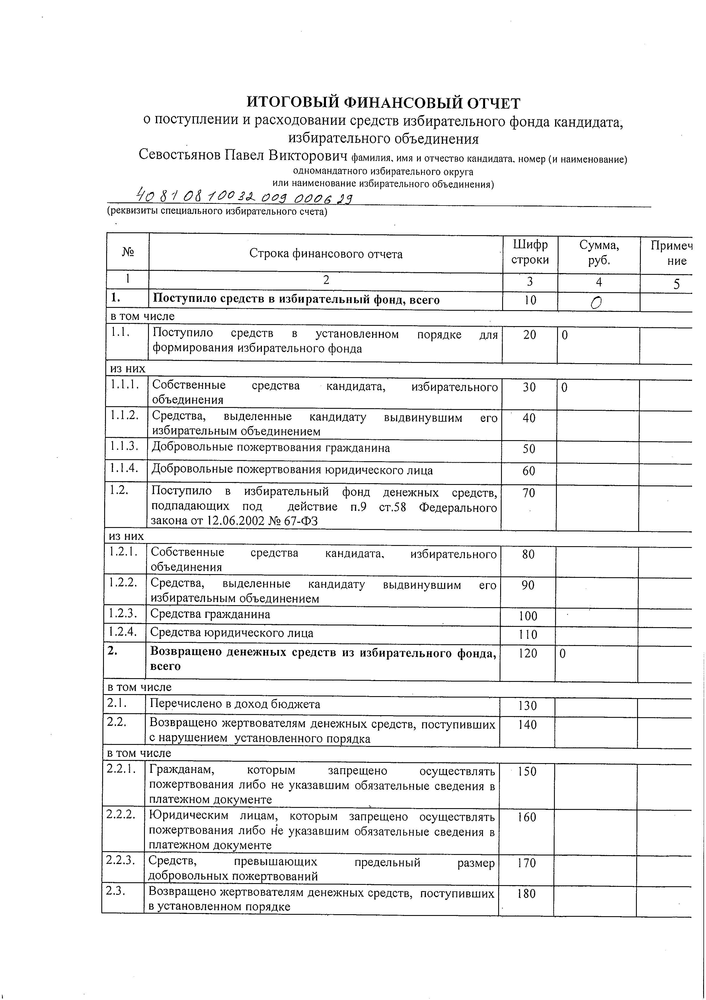 ИТОГОВЫЙ ФИНАНСОВЫЙ ОТЧЕТ
о поступлении и расходовании средств избирательного фонда кандидата,
избирательного объединения
Севостьянов Павел Викторович фамилия, имя и отчество кандидата, номер (и наименование)
одномандатного избирательного округа
или наименование избирательного объединения)
40810810032009000629
(реквизиты специального избирательного счета)
№ Строка финансового отчета Шифр строки Сумма, руб. Примеч ние
1 2 3 4 5
1. Поступило средств в избирательный фонд, всего 10 0
в том числе
1.1. Поступило средств в установленном порядке для 20 0
формирования избирательного фонда
из них
1.1.1. Собственные средства кандидата, избирательного 30 0
объединения
1.1.2. Средства, выделенные кандидату выдвинувшим его 40
избирательным объединением
1.1.3. Добровольные пожертвования гражданина 50
1.1.4. Добровольные пожертвования юридического лица 60
1.2. Поступило в избирательный фонд денежных средств, 70
подпадающих под действие п.9 ст.58 Федерального
закона от 12.06.2002 № 67-ФЗ
из них
1.2.1. Собственные средства кандидата, избирательного 80
объединения
1.2.2. Средства, выделенные кандидату выдвинувшим его 90
избирательным объединением
1.2.3. Средства гражданина 100
1.2.4. Средства юридического лица 110
2. Возвращено денежных средств из избирательного фонда, 120 0
всего
в том числе
2.1. Перечислено в доход бюджета 130
2.2. Возвращено жертвователям денежных средств, поступивших 140
с нарушением установленного порядка
в том числе
2.2.1. Гражданам, которым запрещено осуществлять 150
пожертвования либо не указавшим обязательные сведения в
платежном документе
2.2.2. Юридическим лицам, которым запрещено осуществлять 160
пожертвования либо не указавшим обязательные сведения в
платежном документе
2.2.3. Средств, превышающих предельный размер 170
добровольных пожертвований
2.3. Возвращено жертвователям денежных средств, поступивших 180
в установленном порядке